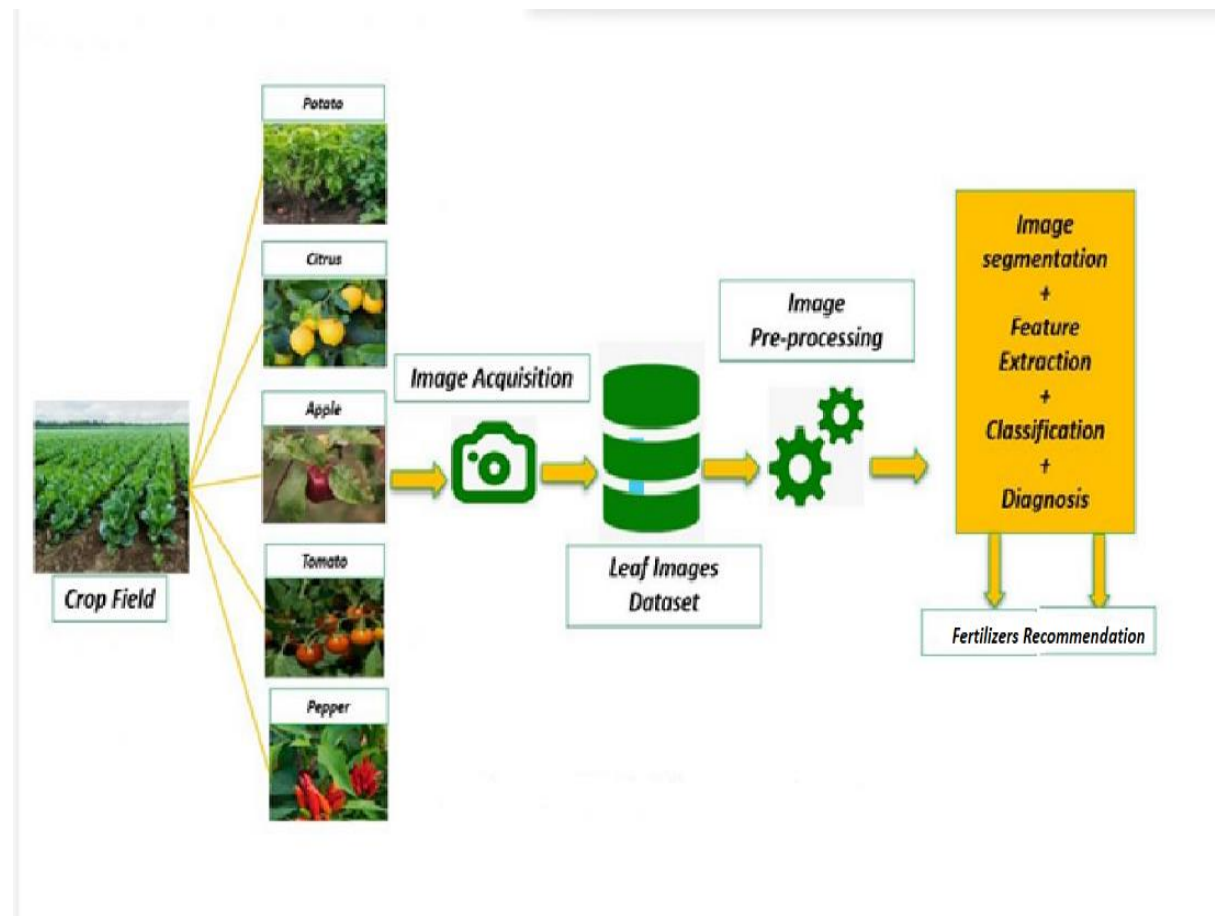 Potato
Citrus
Apple
Tomato
Pepper
Crop Field
Image Acquisition
Leaf Images
Dataset
Image
Pre-processing
Image
segmentation
+
Feature
Extraction
+
Classification
+
Diagnosis
Fertilizers Recommendation